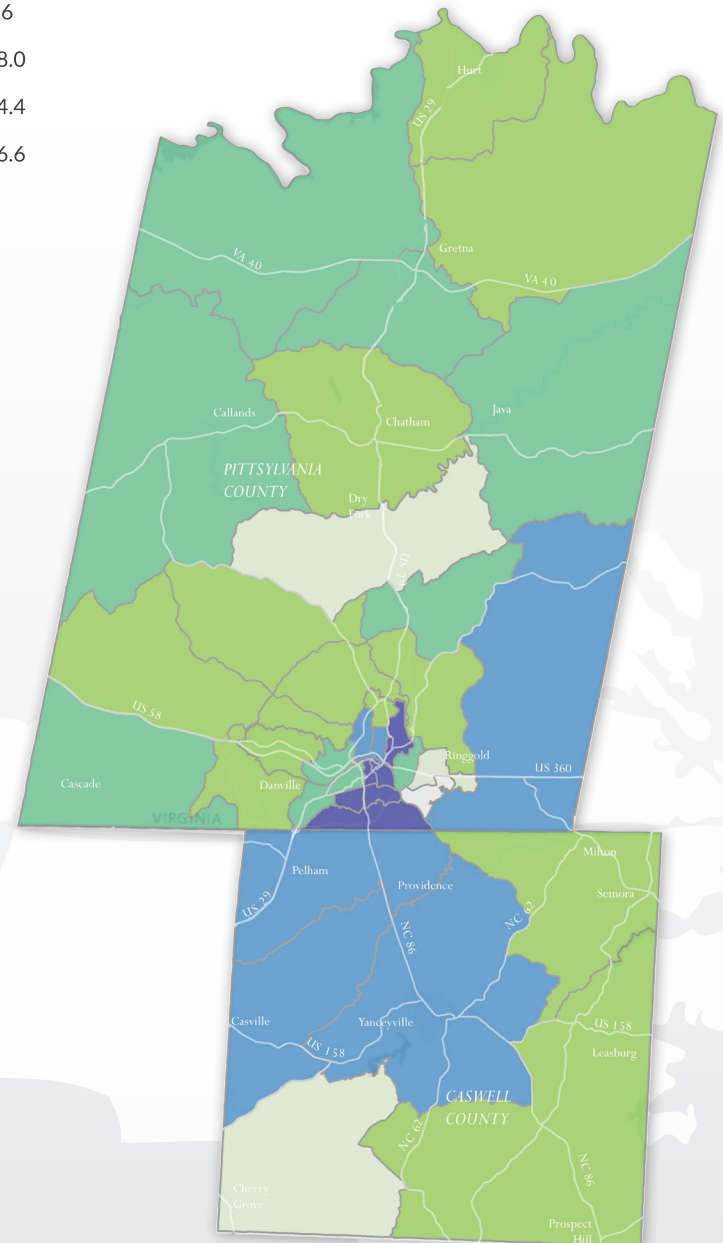 6
8.0
4.4
6.6
Hurt
US 29
Gretna
VA 40
VA 40
Callands
Chatham
Java
PITTSYLVANIA
COUNTY
Dry
Fork
US 29
US 58
Ringgold
US 360
Cascade
Danville
VIRGINIA
Milton
Pelham
Providence
Semora
US 29
NC 62
NC 86
Casville
Yanceyville
US 158
US 158
Leasburg
CASWELL
COUNTY
NC 62
NC 86
Cherry
Grove
Prospect
Hill